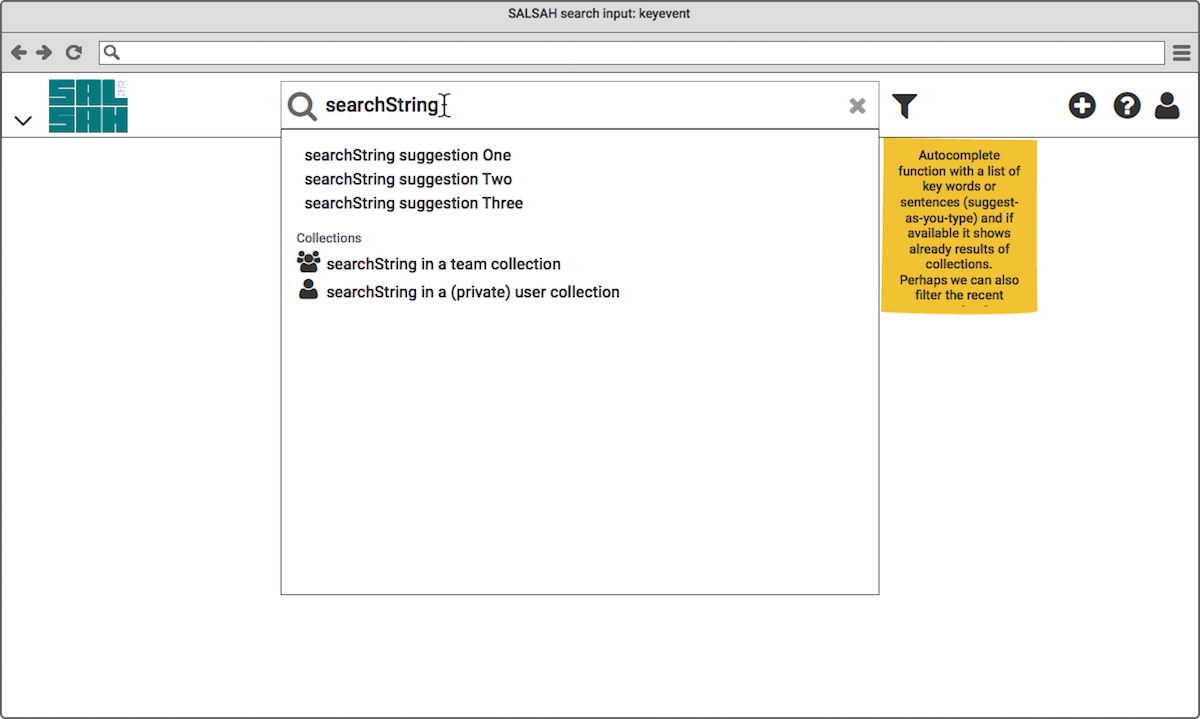 SALSAH search input: keyevent
SAL
SAH
searchString
searchString suggestion One
searchString suggestion Two
searchString suggestion Three
Collections
searchString in a team collection
searchString in a (private) user collection
Autocomplete
function with a list of
key words or
sentences (suggest-
as-you-type) and if
available it shows
already results of
collections.
Perhaps we can also
filter the recent